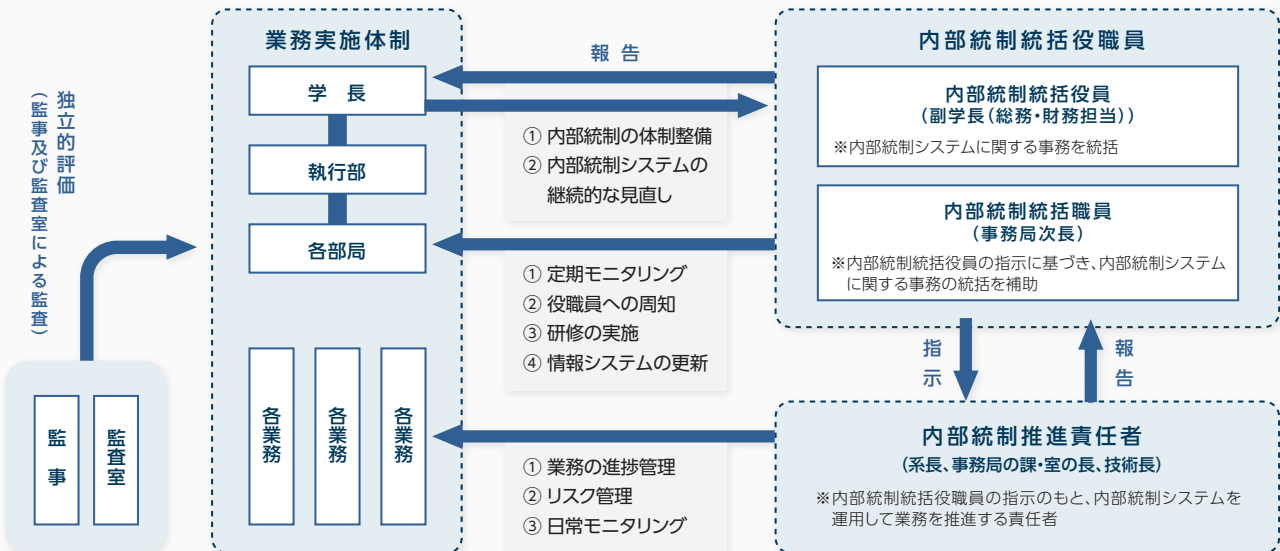 独立的評価
（監事及び監査室による監査）
監事
監査室
業務実施体制
学 長
執行部
各部局
各業務
各業務
各業務
報 告
① 内部統制の体制整備
② 内部統制システムの
継続的な見直し
① 定期モニタリング
② 役職員への周知
③ 研修の実施
④ 情報システムの更新
① 業務の進捗管理
② リスク管理
③ 日常モニタリング
内部統制統括役職員
内部統制統括役員
（副学長（総務・財務担当））
※内部統制システムに関する事務を統括
内部統制統括職員
（事務局次長）
※内部統制統括役員の指示に基づき、内部統制システム
に関する事務の統括を補助
指示
報告
内部統制推進責任者
（系長、事務局の課・室の長、技術長）
※内部統制統括役職員の指示のもと、内部統制システムを
運用して業務を推進する責任者